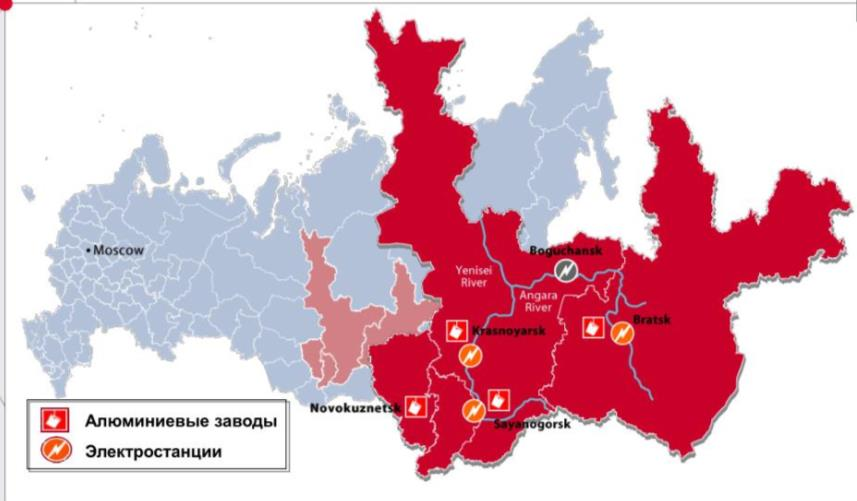 Moscow
Boguchansk
Yenisei
River
Angara
River
Krasnoyarsk
Bratsk
Novokuznetsk
Sayanogorsk
Алюминиевые заводы
Электростанции